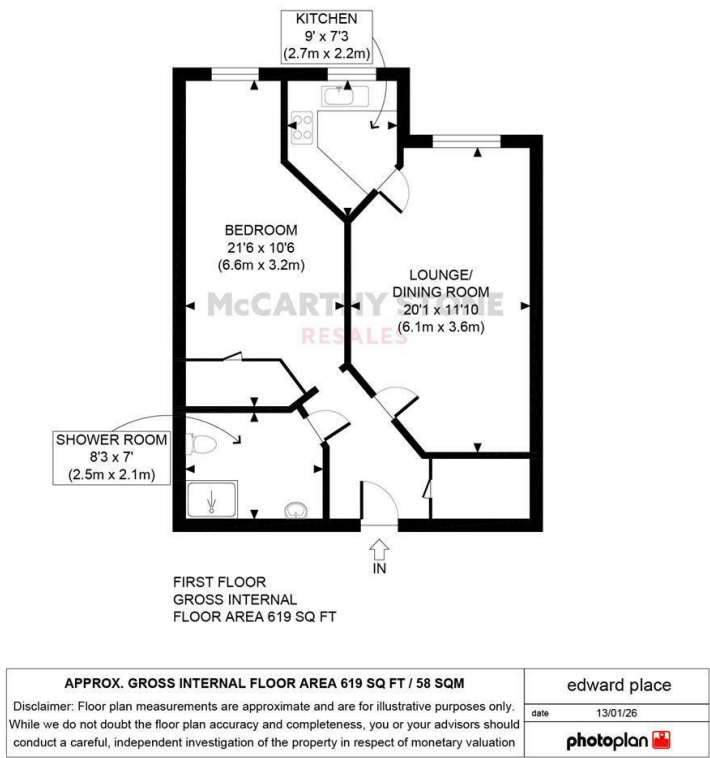 KITCHEN
9' x 7'3
(2.7m x 2.2m)
BEDROOM
21'6 x 10'6
(6.6m x 3.2m)
LOUNGE/
DINING ROOM
20'1 x 11'10
(6.1m x 3.6m)
McCARTHY STONE
RESALES
SHOWER ROOM
8'3 x 7'
(2.5m x 2.1m)
IN
FIRST FLOOR
GROSS INTERNAL
FLOOR AREA 619 SQ FT
APPROX. GROSS INTERNAL FLOOR AREA 619 SQ FT / 58 SQM
Disclaimer: Floor plan measurements are approximate and are for illustrative purposes only.
While we do not doubt the floor plan accuracy and completeness, you or your advisors should
conduct a careful, independent investigation of the property in respect of monetary valuation
edward place
date 13/01/26
photoplan